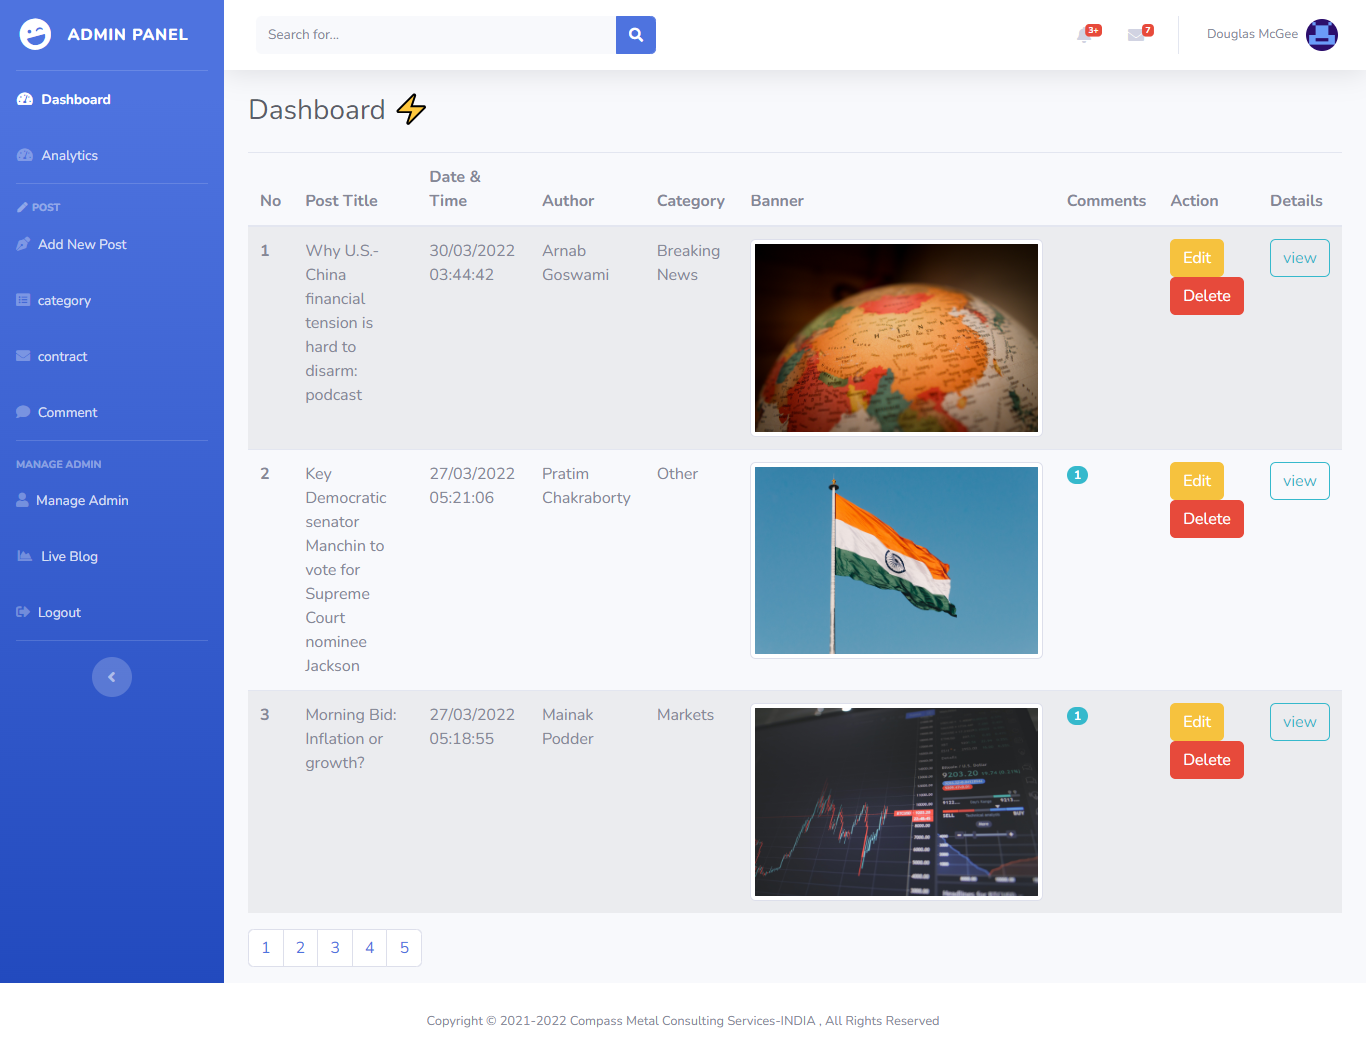 ADMIN PANEL
Search for...
3+
7
Douglas McGee
Dashboard
Analytics
POST
Add New Post
category
contract
Comment
MANAGE ADMIN
Manage Admin
Live Blog
Logout
Dashboard
No Post Title Date & Time Author Category Banner Comments Action Details
1
Why U.S.-
China
financial
tension is
hard to
disarm:
podcast
30/03/2022
03:44:42
Arnab
Goswami
Breaking
News
CHINA
Edit
Delete
view
2
Key
Democratic
senator
Manchin to
vote for
Supreme
Court
nominee
Jackson
27/03/2022
05:21:06
Pratim
Chakraborty
Other
1
Edit
Delete
view
3
Morning Bid:
Inflation or
growth?
27/03/2022
05:18:55
Mainak
Podder
Markets
9203.20
SELL
BUY
1
Edit
Delete
view
1 2 3 4 5
Copyright © 2021-2022 Compass Metal Consulting Services-INDIA , All Rights Reserved